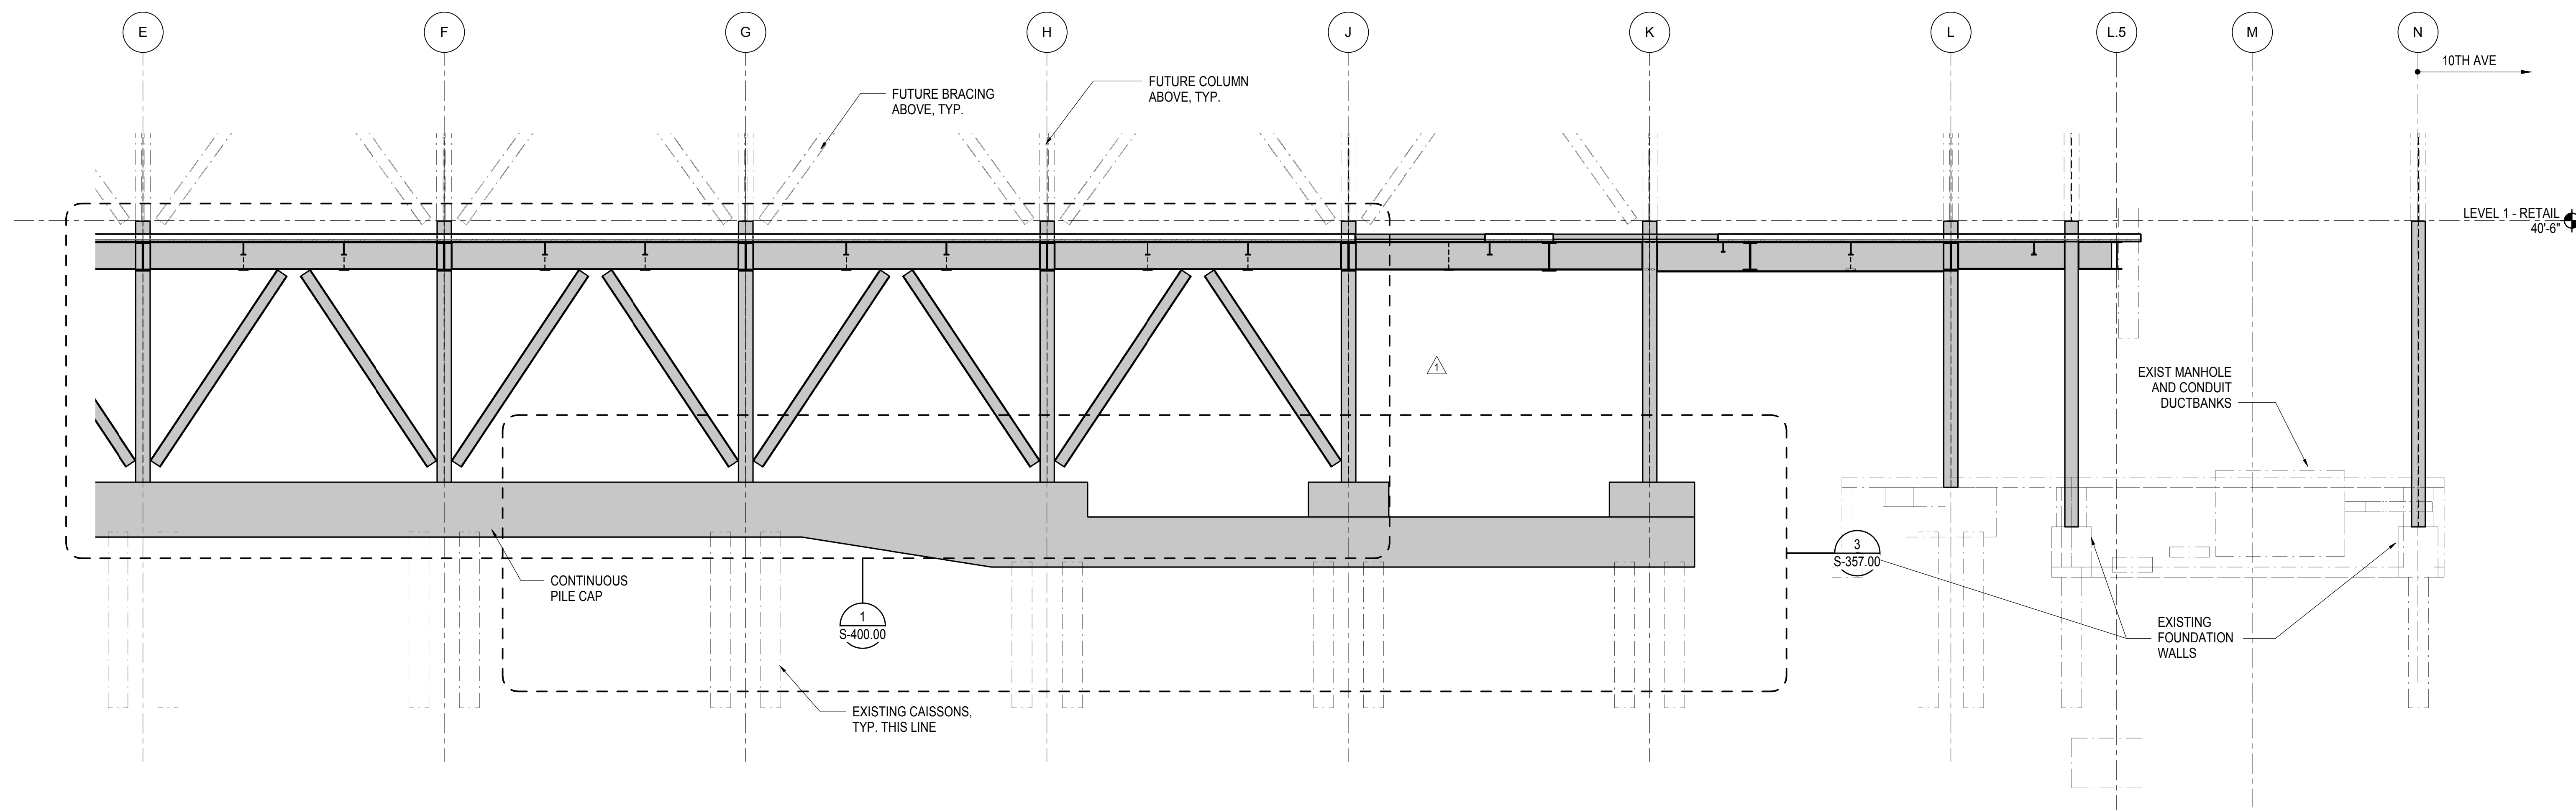 E
F
G
H
J
K
L
L.5
M
N
10TH AVE
FUTURE BRACING
ABOVE, TYP.
FUTURE COLUMN
ABOVE, TYP.
LEVEL 1 - RETAIL
40'-6"
1
EXIST MANHOLE
AND CONDUIT
DUCTBANKS
3
S-357.00
CONTINUOUS
PILE CAP
1
S-400.00
EXISTING
FOUNDATION
WALLS
EXISTING CAISSONS,
TYP. THIS LINE